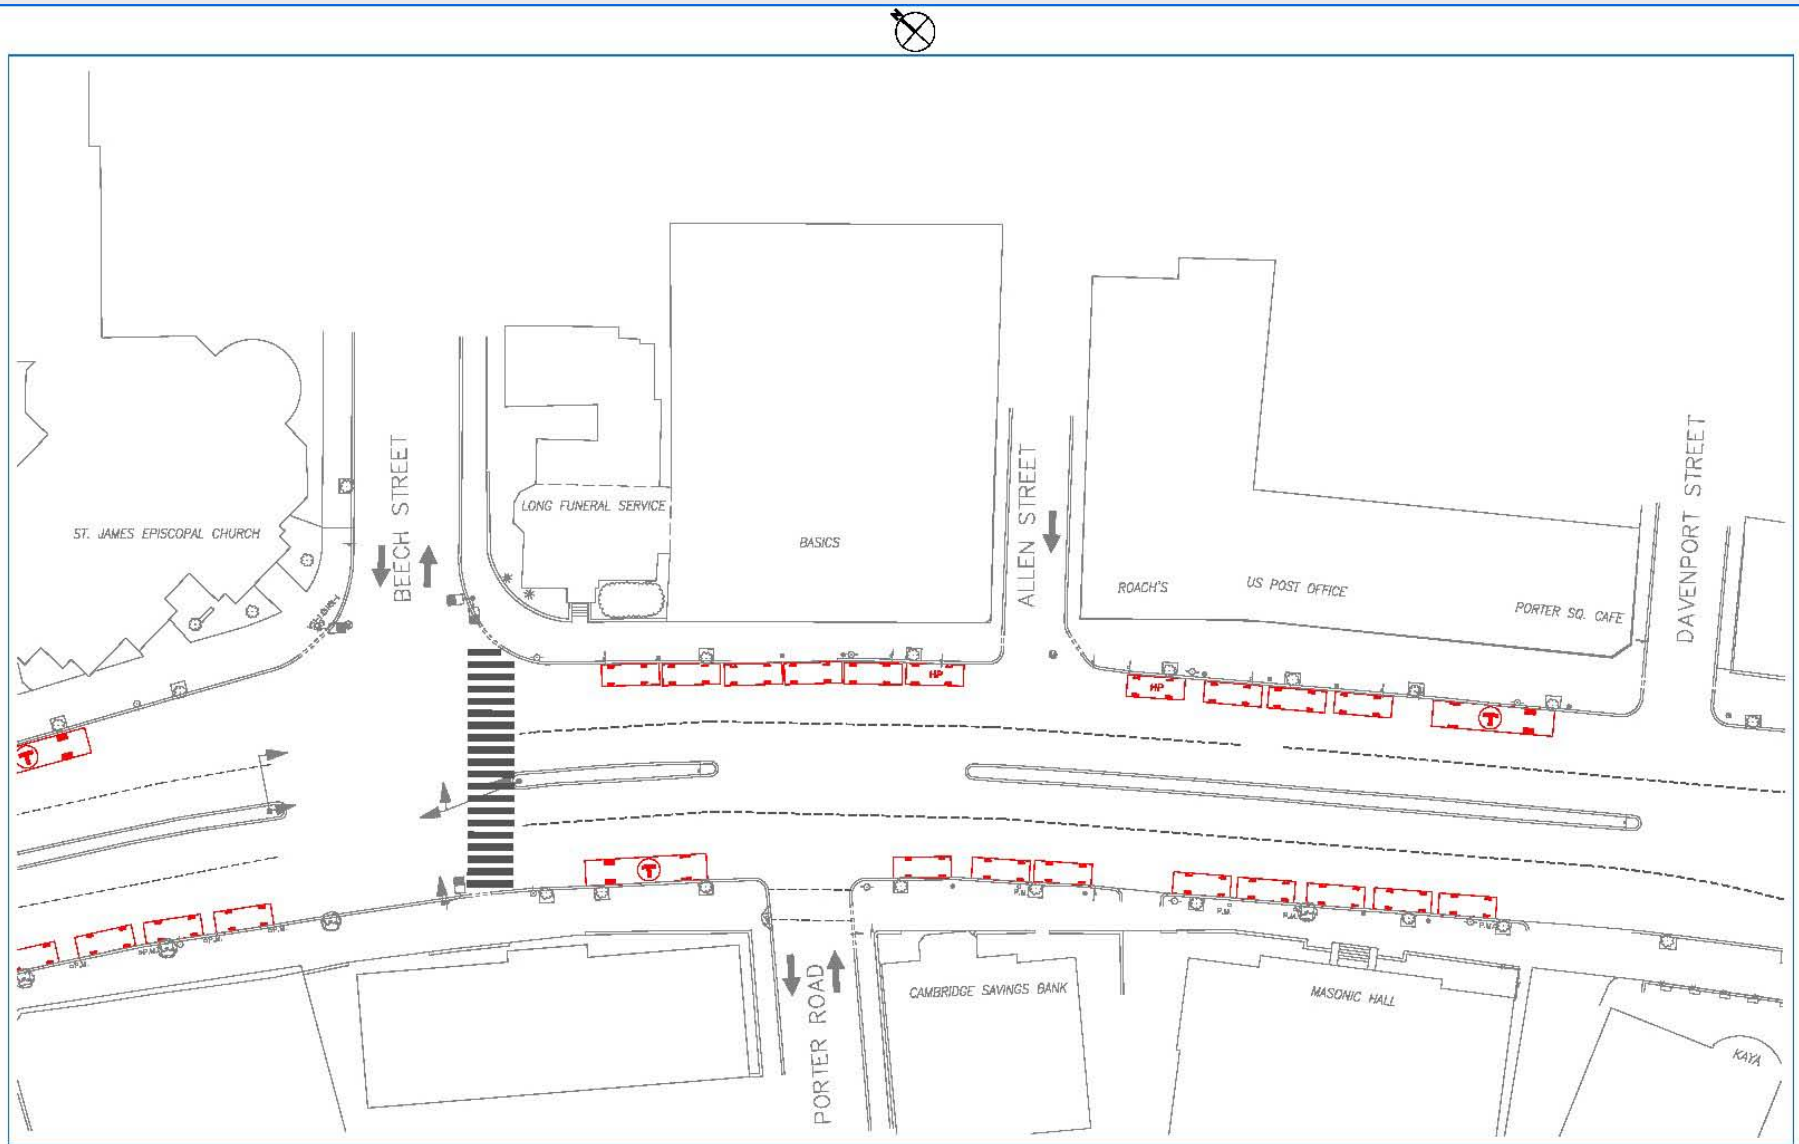 BEECH STREET
ALLEN STREET
DAVENPORT STREET
LONG FUNERAL SERVICE
ST. JAMES EPISCOPAL CHURCH
BASICS
ROACH'S
US POST OFFICE
PORTER SQ. CAFE
HP
HP
T
T
T
P.M.
P.M.
P.M.
P.M.
P.M.
P.M.
P.M.
P.M.
PORTER ROAD
CAMBRIDGE SAVINGS BANK
MASONIC HALL
KAYA